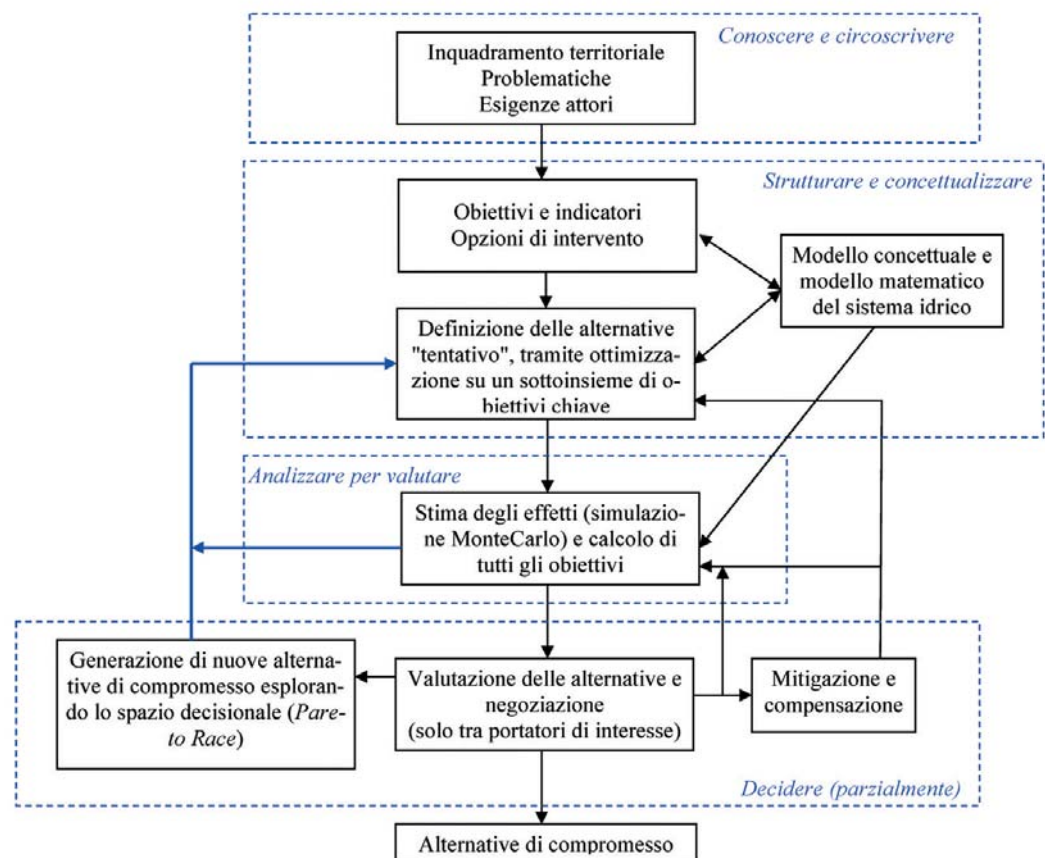 Conoscere e circoscrivere
Inquadramento territoriale
Problematiche
Esigenze attori
Strutturare e concettualizzare
Obiettivi e indicatori
Opzioni di intervento
Modello concettuale e
modello matematico
del sistema idrico
Definizione delle alternative
"tentativo", tramite ottimizza-
zione su un sottoinsieme di o-
biettivi chiave
Analizzare per valutare
Stima degli effetti (simulazio-
ne MonteCarlo) e calcolo di
tutti gli obiettivi
Generazione di nuove alterna-
tive di compromesso esploran-
do lo spazio decisionale (Pare-
to Race)
Valutazione delle alternative e
negoziazione
(solo tra portatori di interesse)
Mitigazione e
compensazione
Decidere (parzialmente)
Alternative di compromesso